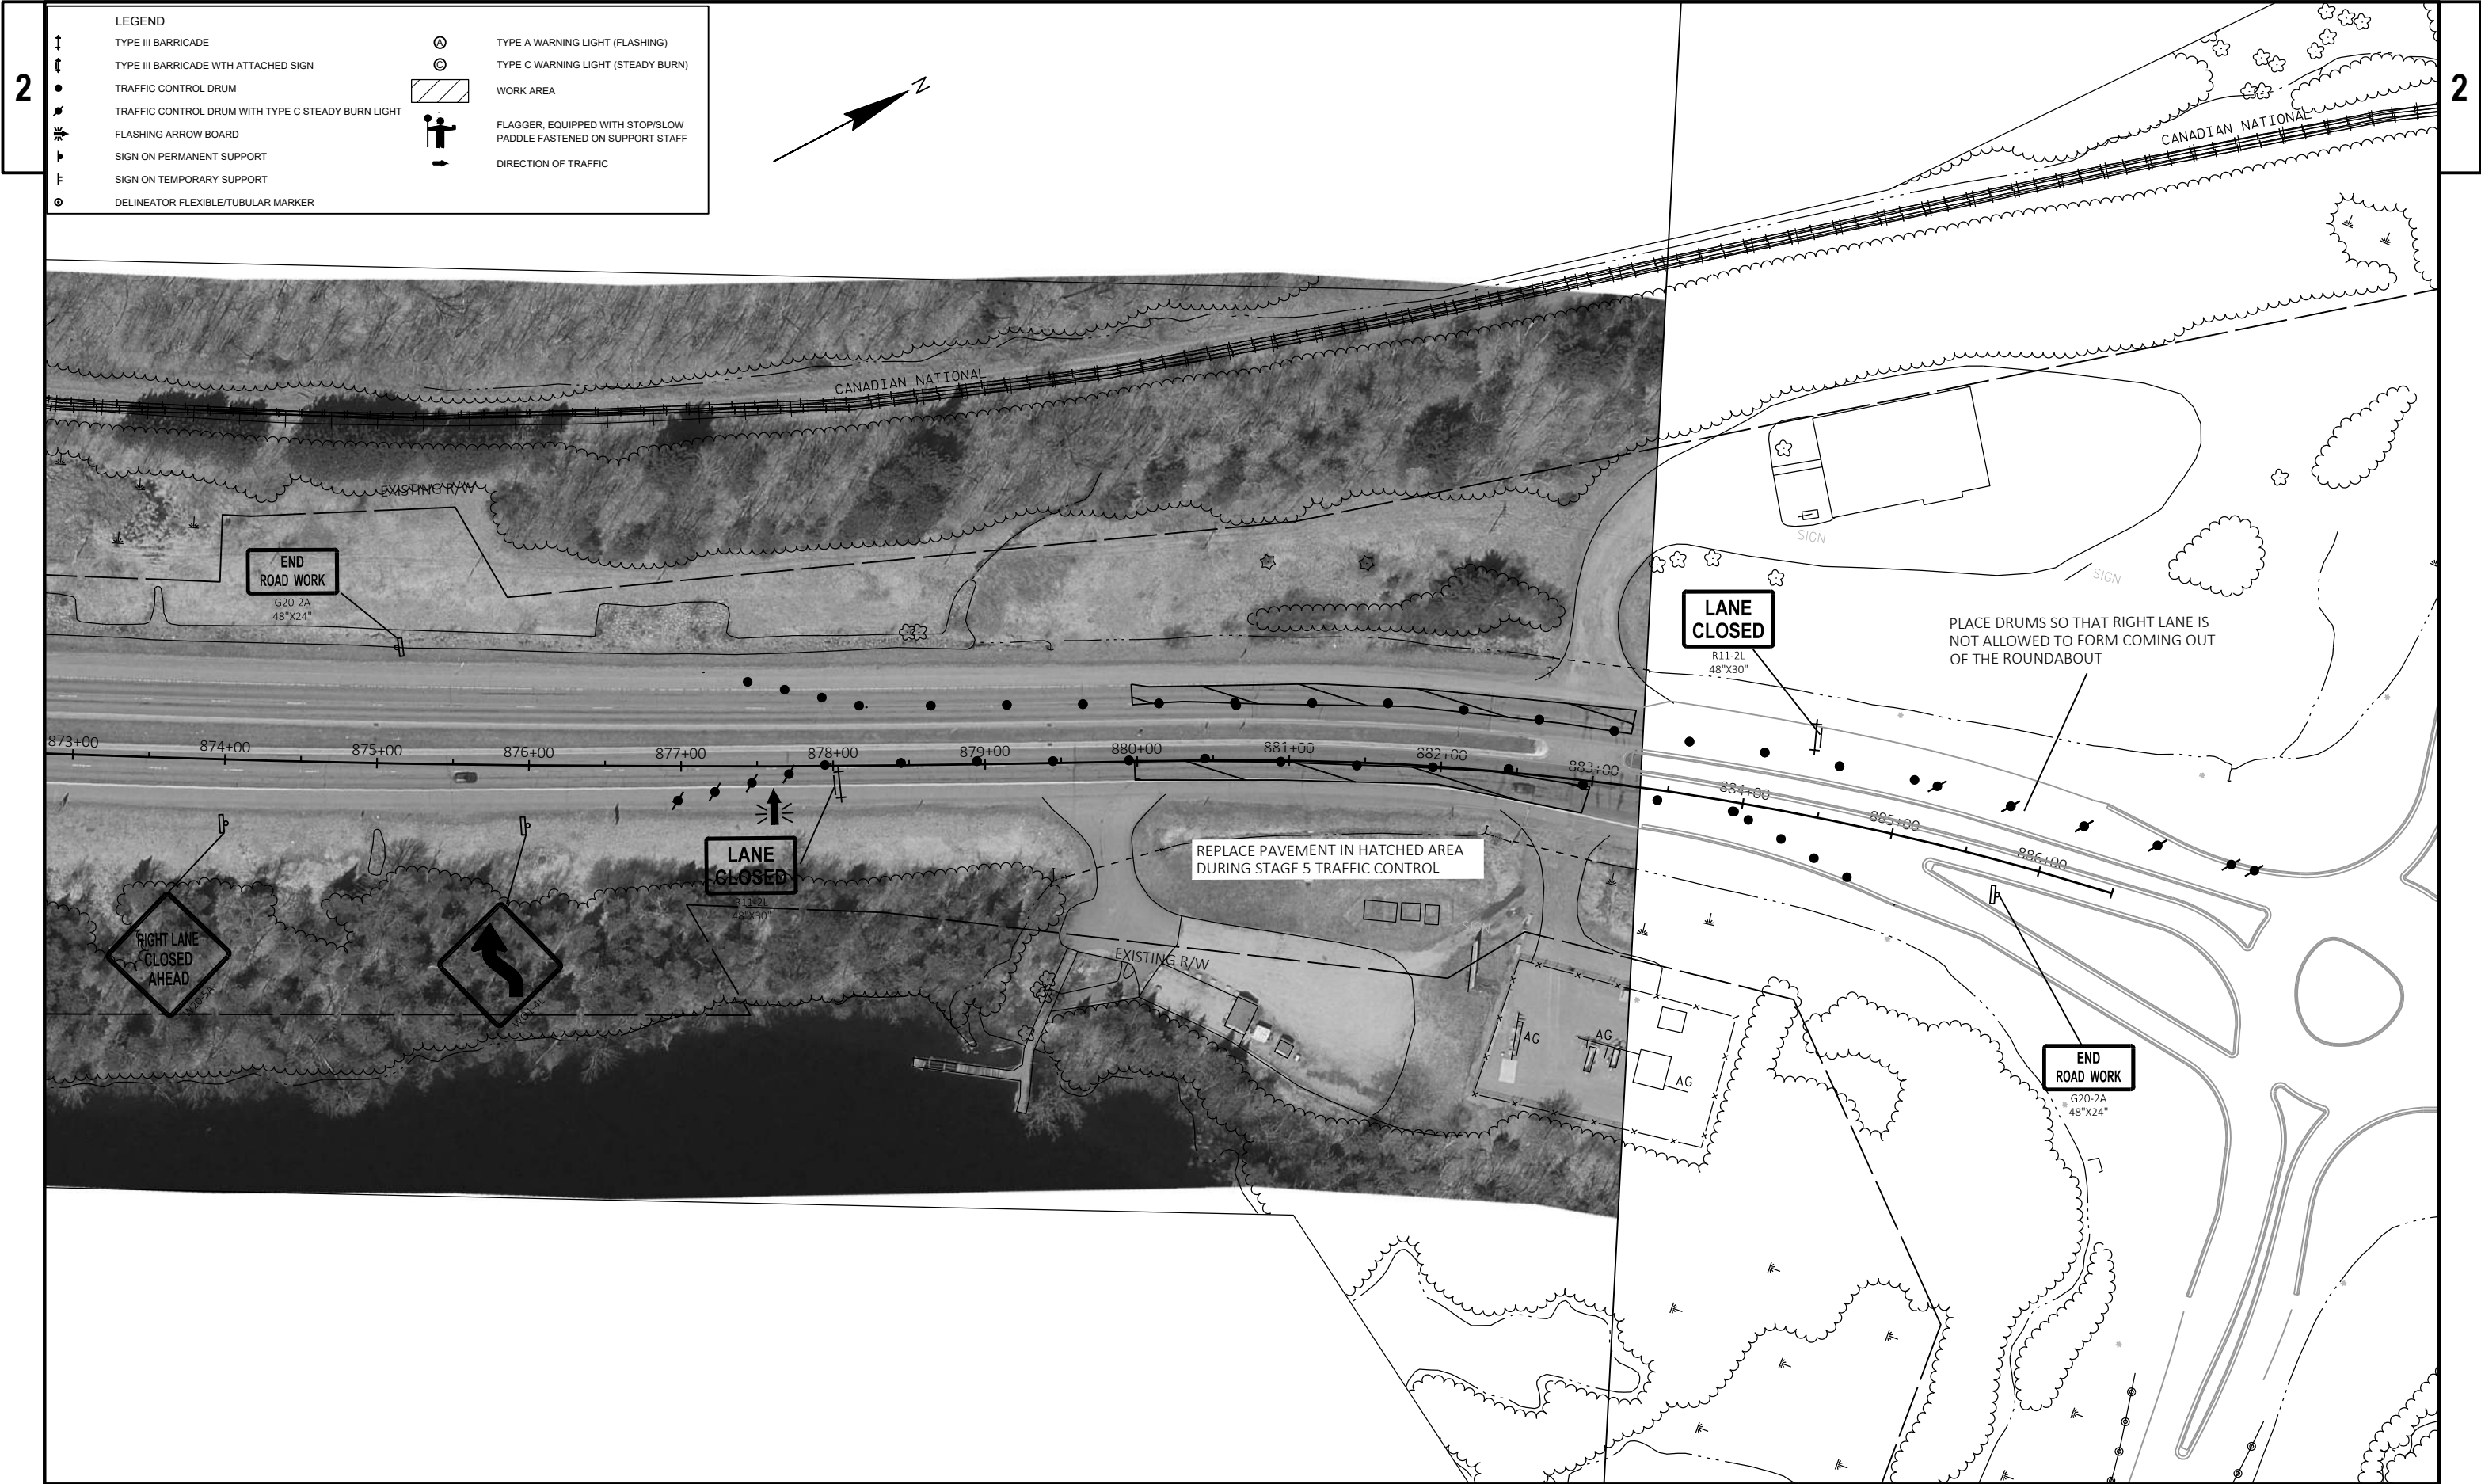 2
LEGEND
TYPE III BARRICADE
TYPE III BARRICADE WTH ATTACHED SIGN
TRAFFIC CONTROL DRUM
TRAFFIC CONTROL DRUM WITH TYPE C STEADY BURN LIGHT
FLASHING ARROW BOARD
SIGN ON PERMANENT SUPPORT
SIGN ON TEMPORARY SUPPORT
DELINEATOR FLEXIBLE/TUBULAR MARKER
A
TYPE A WARNING LIGHT (FLASHING)
C
TYPE C WARNING LIGHT (STEADY BURN)
WORK AREA
FLAGGER, EQUIPPED WITH STOP/SLOW
PADDLE FASTENED ON SUPPORT STAFF
DIRECTION OF TRAFFIC
N
2
CANADIAN NATIONAL
CANADIAN NATIONAL
EXISTING R/W
SIGN
SIGN
END
ROAD WORK
G20-2A
48"X24"
LANE
CLOSED
R11-2L
48"X30"
PLACE DRUMS SO THAT RIGHT LANE IS
NOT ALLOWED TO FORM COMING OUT
OF THE ROUNDABOUT
873+00
874+00
875+00
876+00
877+00
878+00
879+00
880+00
881+00
882+00
883+00
884+00
885+00
886+00
LANE
CLOSED
R11-2L
48"X30"
REPLACE PAVEMENT IN HATCHED AREA
DURING STAGE 5 TRAFFIC CONTROL
RIGHT LANE
CLOSED
AHEAD
EXISTING R/W
AG
AG
AG
END
ROAD WORK
G20-2A
48"X24"